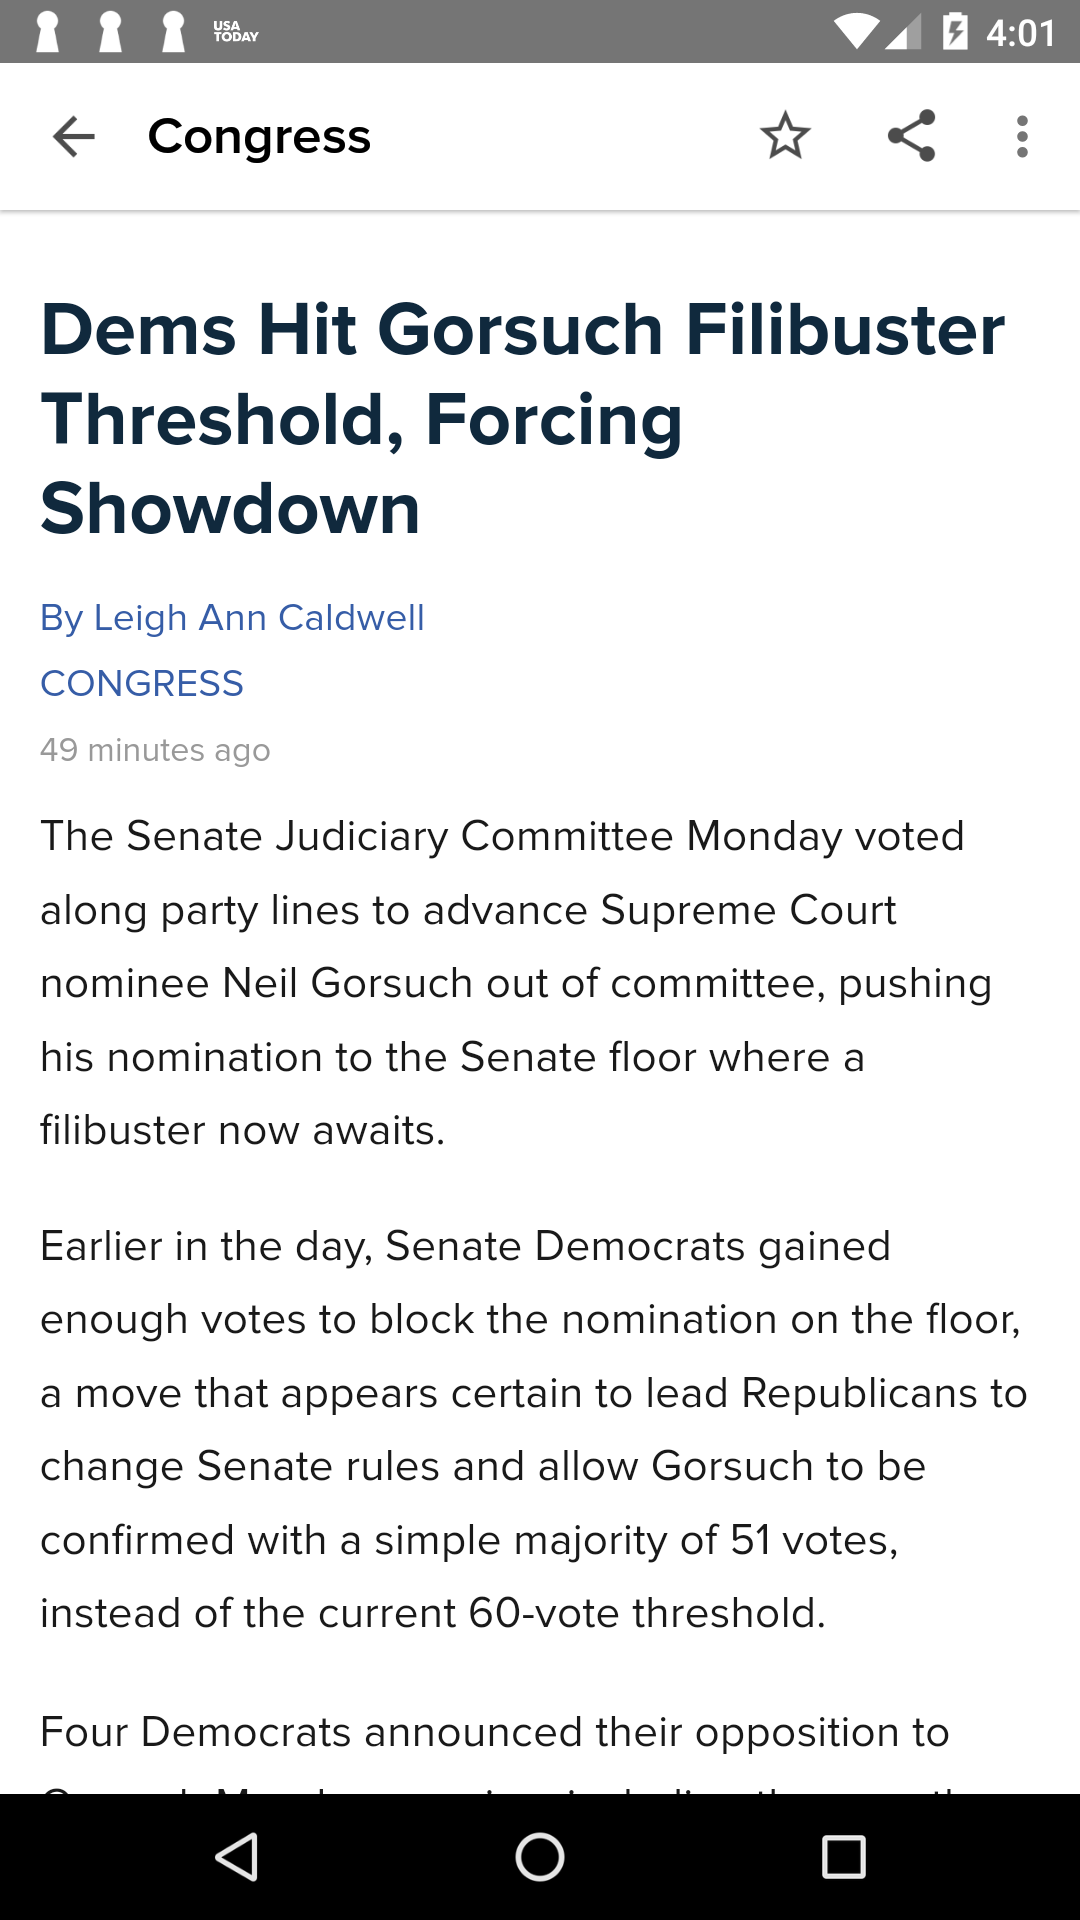 USA
TODAY
4:01
Congress
Dems Hit Gorsuch Filibuster
Threshold, Forcing
Showdown
By Leigh Ann Caldwell
CONGRESS
49 minutes ago
The Senate Judiciary Committee Monday voted
along party lines to advance Supreme Court
nominee Neil Gorsuch out of committee, pushing
his nomination to the Senate floor where a
filibuster now awaits.
Earlier in the day, Senate Democrats gained
enough votes to block the nomination on the floor,
a move that appears certain to lead Republicans to
change Senate rules and allow Gorsuch to be
confirmed with a simple majority of 51 votes,
instead of the current 60-vote threshold.
Four Democrats announced their opposition to